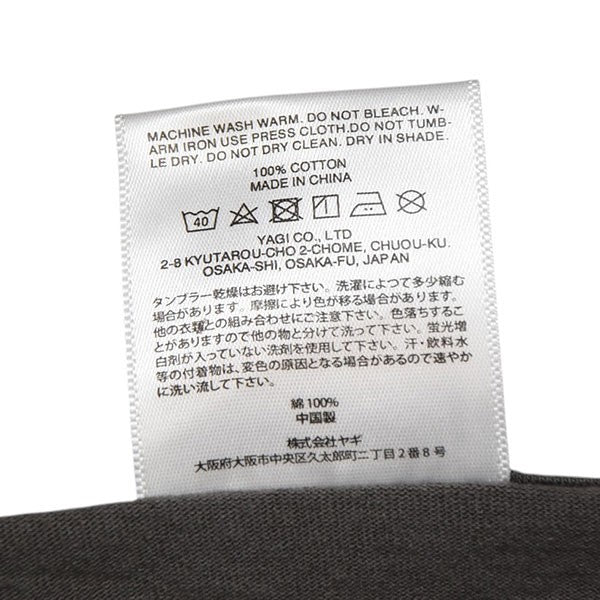 MACHINE WASH WARM. DO NOT BLEACH. W-
ARM IRON USE PRESS CLOTH.DO NOT TUMB-
LE DRY. DO NOT DRY CLEAN. DRY IN SHADE.
100% COTTON
MADE IN CHINA
40
YAGI CO., LTD
2-8 KYUTAROU-CHO 2-CHOME, CHUOU-KU.
OSAKA-SHI, OSAKA-FU, JAPAN
タンブラー乾燥はお避け下さい。洗濯によって多少縮む
場合があります。摩擦により色が移る場合があります。
他の衣類との組み合わせにご注意下さい。色落ちするこ
とがありますので他の物と分けて洗って下さい。蛍光増
白剤が入っていない洗剤を使用して下さい。汗・飲料水
等の付着物は、変色の原因となる場合があるので速やか
に洗い流して下さい。
綿 100%
中国製
株式会社ヤギ
大阪府大阪市中央区久太郎町二丁目2番8号